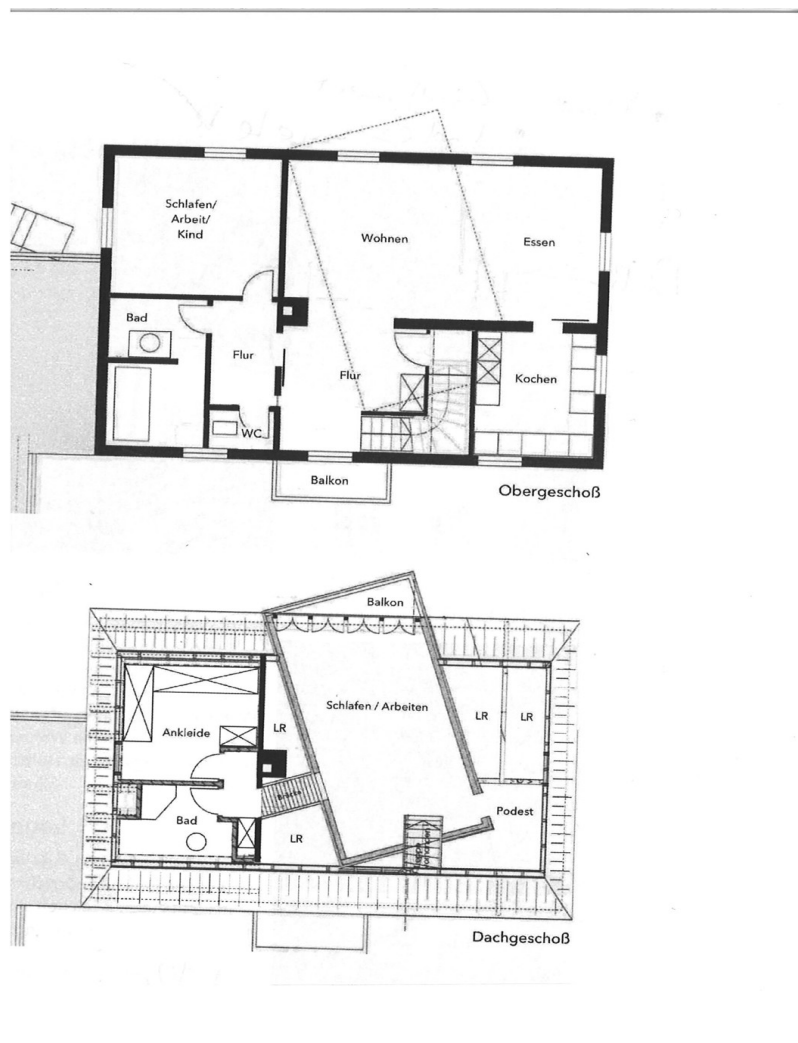 Schlafen/
Arbeit/
Kind
Wohnen
Essen
Bad
Flur
Flur
Kochen
WC
Balkon
Obergeschoß
Balkon
Schlafen / Arbeiten
LR
LR
LR
Ankleide
Brücke
Podest
Bad
LR
Dachgeschoß